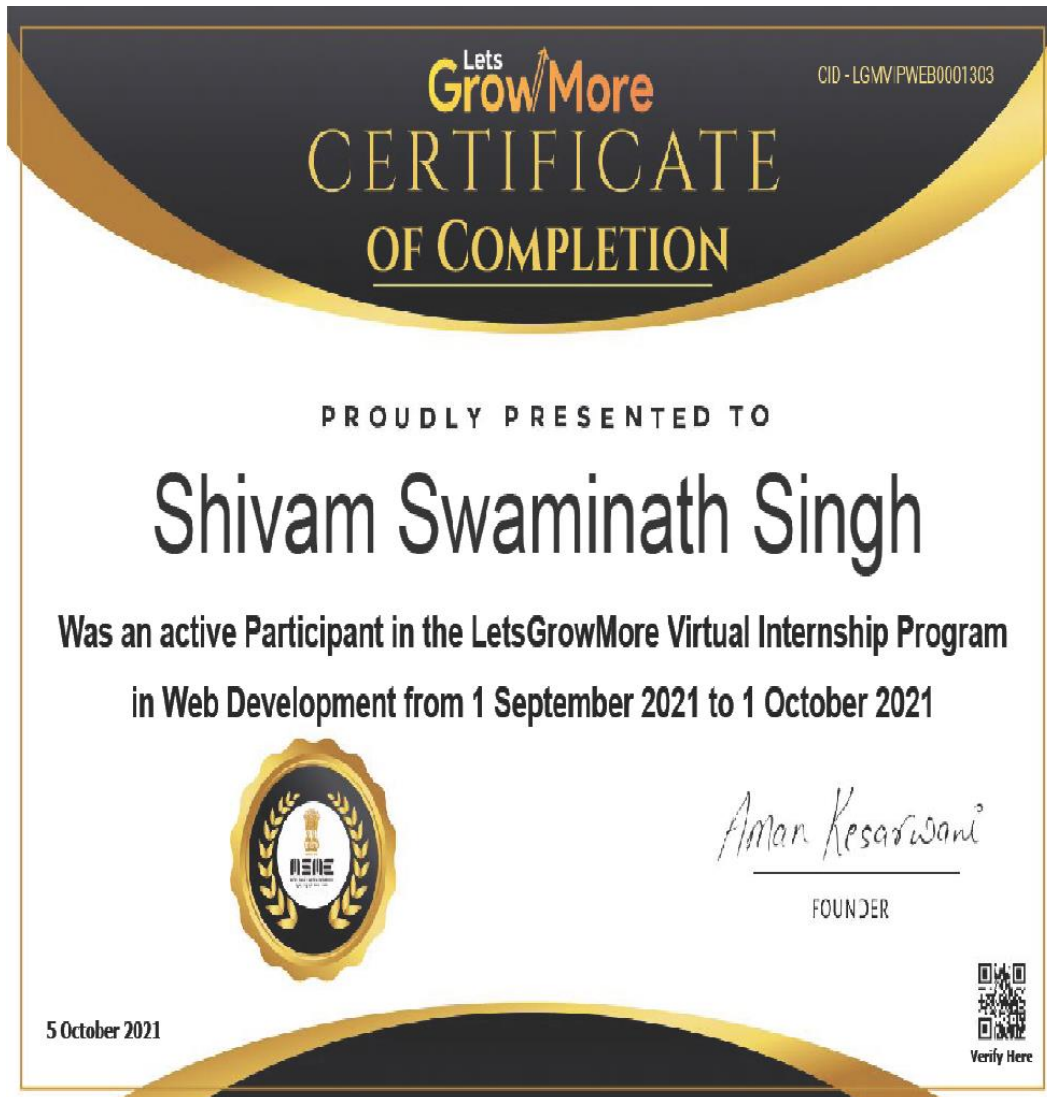 Lets
GrowMore
CID - LGMVIPWEB0001303
CERTIFICATE
OF COMPLETION
PROUDLY PRESENTED TO
Shivam Swaminath Singh
Was an active Participant in the LetsGrowMore Virtual Internship Program
in Web Development from 1 September 2021 to 1 October 2021
MSME
Aman Kesarwani
FOUNDER
5 October 2021
Verify Here